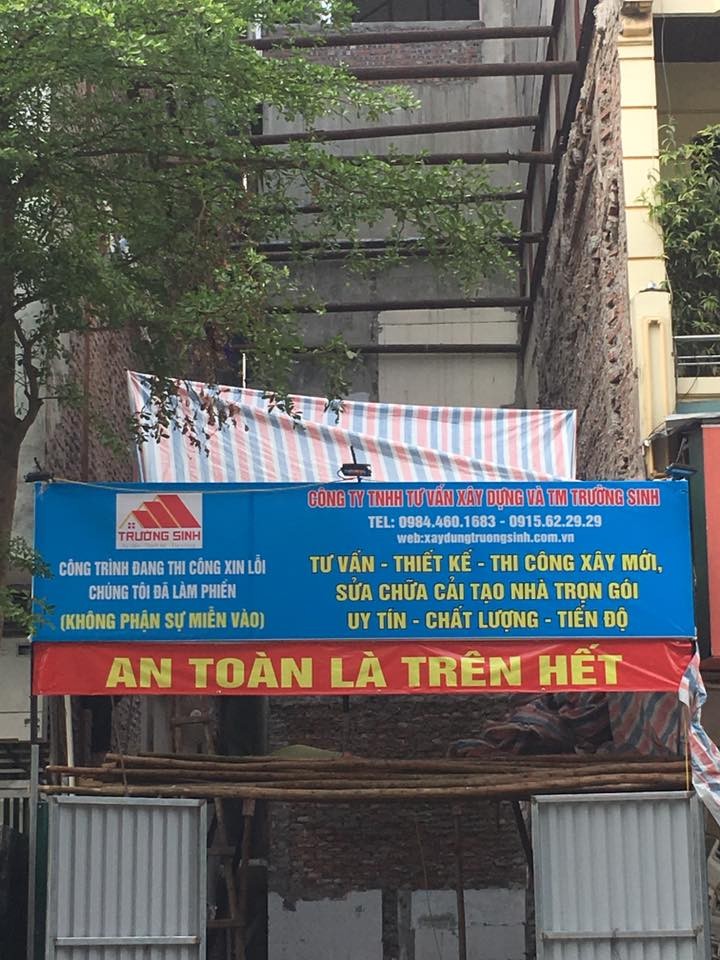 TRƯỜNG SINH
CÔNG TRÌNH ĐANG THI CÔNG XIN LỖI
CHÚNG TÔI ĐÃ LÀM PHIỀN
(KHÔNG PHẬN SỰ MIỄN VÀO)
CÔNG TY TNHH TƯ VẤN XÂY DỰNG VÀ TM TRƯỜNG SINH
TEL: 0984.460.1683 - 0915.62.29.29
web:xaydungtruongsinh.com.vn
TƯ VẤN - THIẾT KẾ - THI CÔNG XÂY MỚI,
SỬA CHỮA CẢI TẠO NHÀ TRỌN GÓI
UY TÍN - CHẤT LƯỢNG - TIẾN ĐỘ
AN TOÀN LÀ TRÊN HẾT